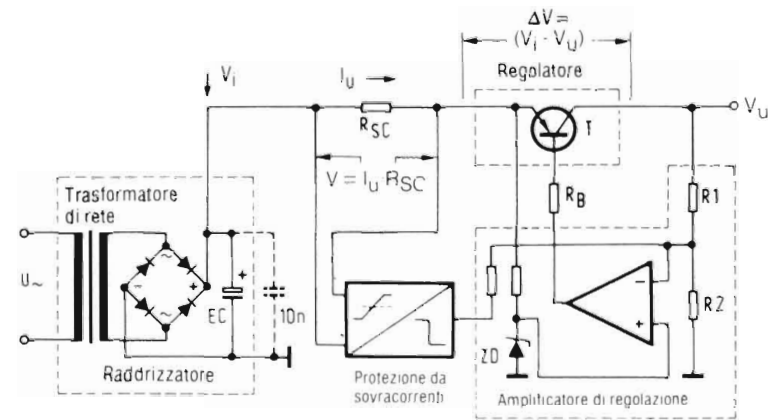 ΔV =
(Vi - Vu)
Vi
Iu
Regolatore
Vu
RSC
T
V = Iu · RSC
Trasformatore
di rete
RB
R1
U~
~
-
+
~
+
EC
10n
-
+
R2
ZD
Raddrizzatore
Protezione da
sovracorrenti
Amplificatore di regolazione